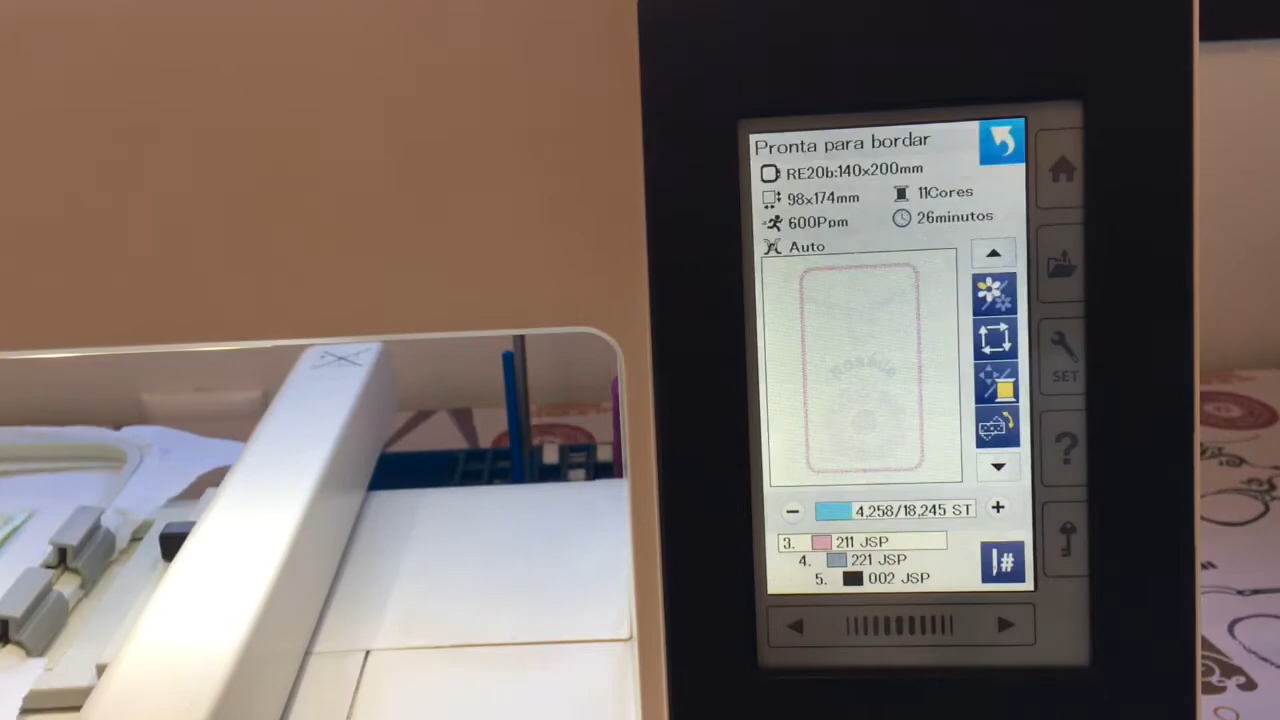 Pronta para bordar
RE20b:140x200mm
98x174mm
11Cores
600Ppm
26minutos
Auto
SET
?
− 4,258/18,245 ST +
3. 211 JSP
4. 221 JSP
5. 002 JSP
#